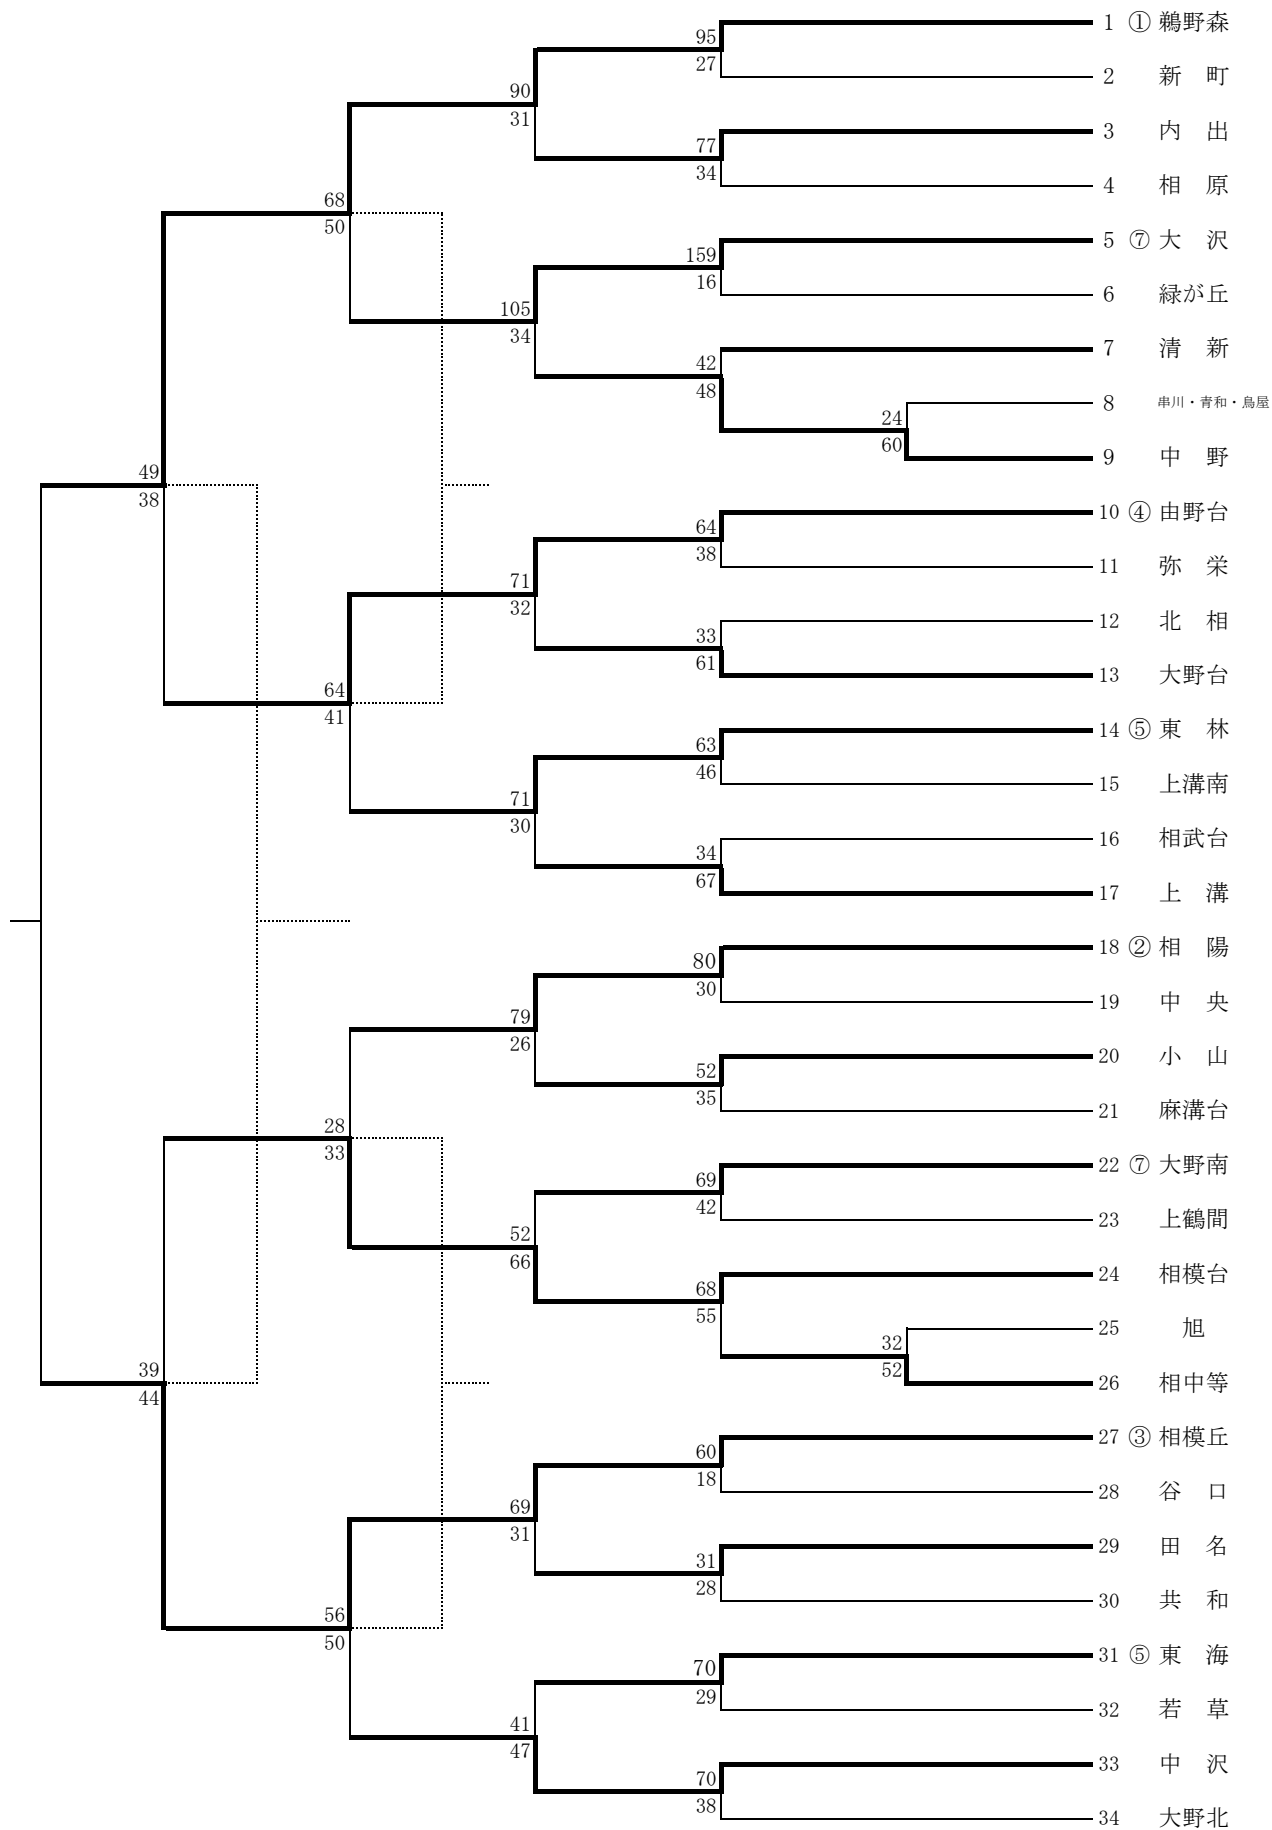 1 ① 鵜野森
95
27
2 新 町
90
31
3 内 出
77
34
4 相 原
68
50
5 ⑦ 大 沢
159
16
6 緑が丘
105
34
7 清 新
42
48
8 串川・青和・鳥屋
24
60
9 中 野
49
38
10 ④ 由野台
64
38
11 弥 栄
71
32
12 北 相
33
61
13 大野台
64
41
14 ⑤ 東 林
63
46
15 上溝南
71
30
16 相武台
34
67
17 上 溝
18 ② 相 陽
80
30
19 中 央
79
26
20 小 山
52
35
21 麻溝台
28
33
22 ⑦ 大野南
69
42
23 上鶴間
52
66
24 相模台
68
55
25 旭
32
52
26 相中等
39
44
27 ③ 相模丘
60
18
28 谷 口
69
31
29 田 名
31
28
30 共 和
56
50
31 ⑤ 東 海
70
29
32 若 草
41
47
33 中 沢
70
38
34 大野北